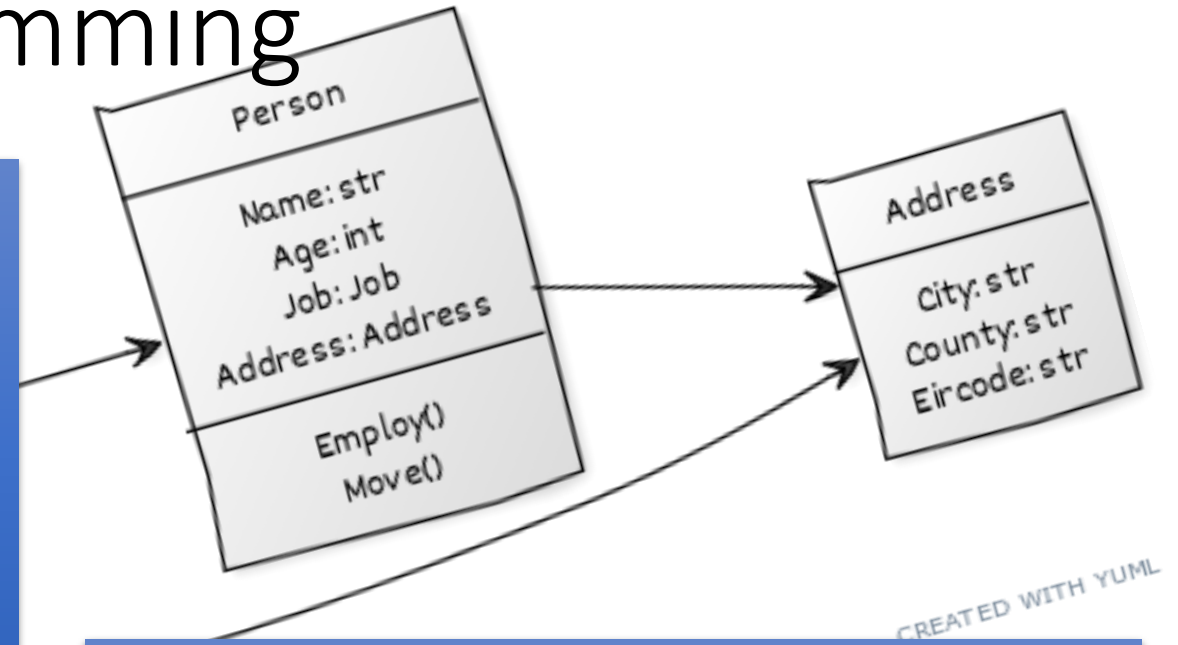 mming
Person
Name: str
Age: int
Job: Job
Address: Address
Employ()
Move()
Address
City: str
County: str
Eircode: str
CREATED WITH YUML